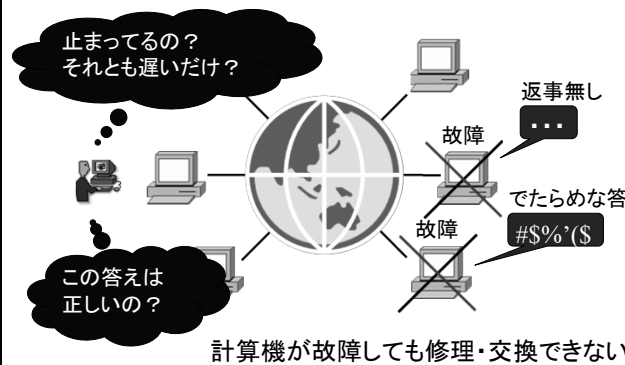 止まってるの？
それとも遅いだけ？
返事無し
...
故障
でたらめな答
#$%'($
故障
この答えは
正しいの？
計算機が故障しても修理・交換できない